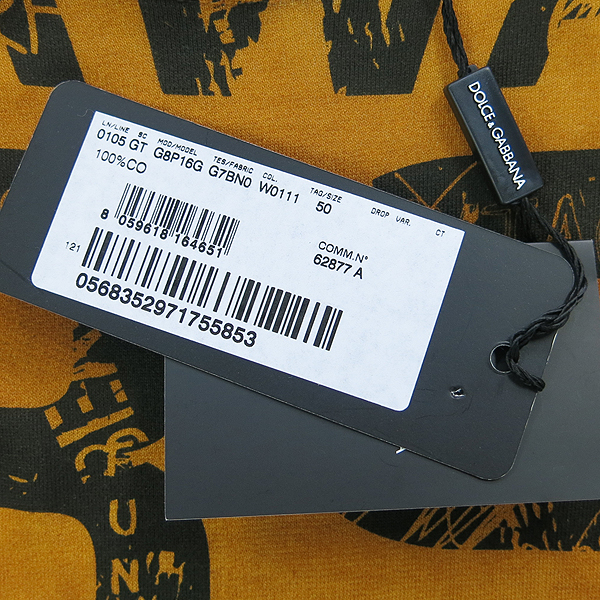 DOLCE & GABBANA
LN/LINE SC MOD/MODEL TES/FABRIC COL. TAG/SIZE DROP VAR. CT
0105 GT G8P16G G7BN0 W0111 50
100%CO
8 059618 164651
COMM.N°
62877 A
121
0568352971755853
UN